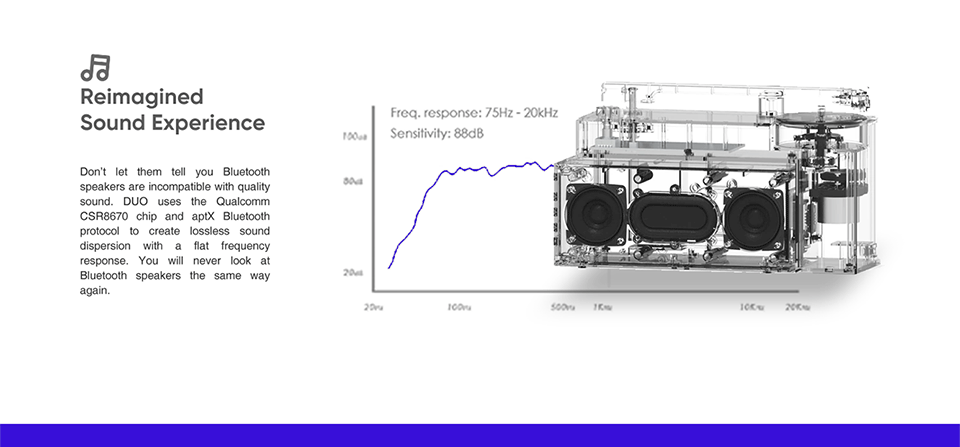 Reimagined
Sound Experience
Don't let them tell you Bluetooth
speakers are incompatible with quality
sound. DUO uses the Qualcomm
CSR8670 chip and aptX Bluetooth
protocol to create lossless sound
dispersion with a flat frequency
response. You will never look at
Bluetooth speakers the same way
again.
Freq. response: 75Hz - 20kHz
Sensitivity: 88dB
100dB
80dB
20dB
20Hz 100Hz 500Hz 1KHz 10KHz 20KHz